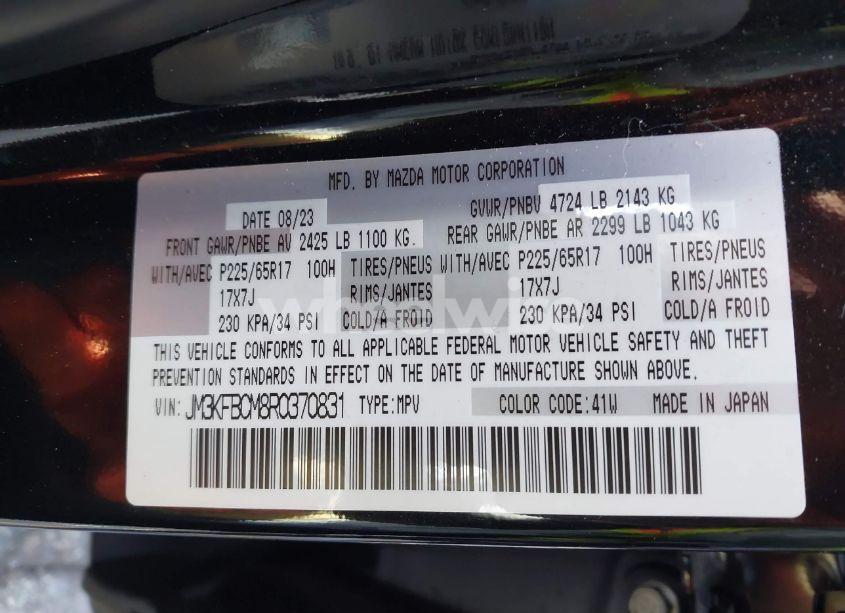 MFD. BY MAZDA MOTOR CORPORATION
DATE 08/23 GVWR/PNBV 4724 LB 2143 KG
FRONT GAWR/PNBE AV 2425 LB 1100 KG. REAR GAWR/PNBE AR 2299 LB 1043 KG
WITH/AVEC P225/65R17 100H TIRES/PNEUS WITH/AVEC P225/65R17 100H TIRES/PNEUS
17X7J RIMS/JANTES 17X7J RIMS/JANTES
230 KPA/34 PSI COLD/A FROID 230 KPA/34 PSI COLD/A FROID
THIS VEHICLE CONFORMS TO ALL APPLICABLE FEDERAL MOTOR VEHICLE SAFETY AND THEFT
PREVENTION STANDARDS IN EFFECT ON THE DATE OF MANUFACTURE SHOWN ABOVE.
VIN: JM3KFBCM8R0370831 TYPE:MPV COLOR CODE:41W MADE IN JAPAN